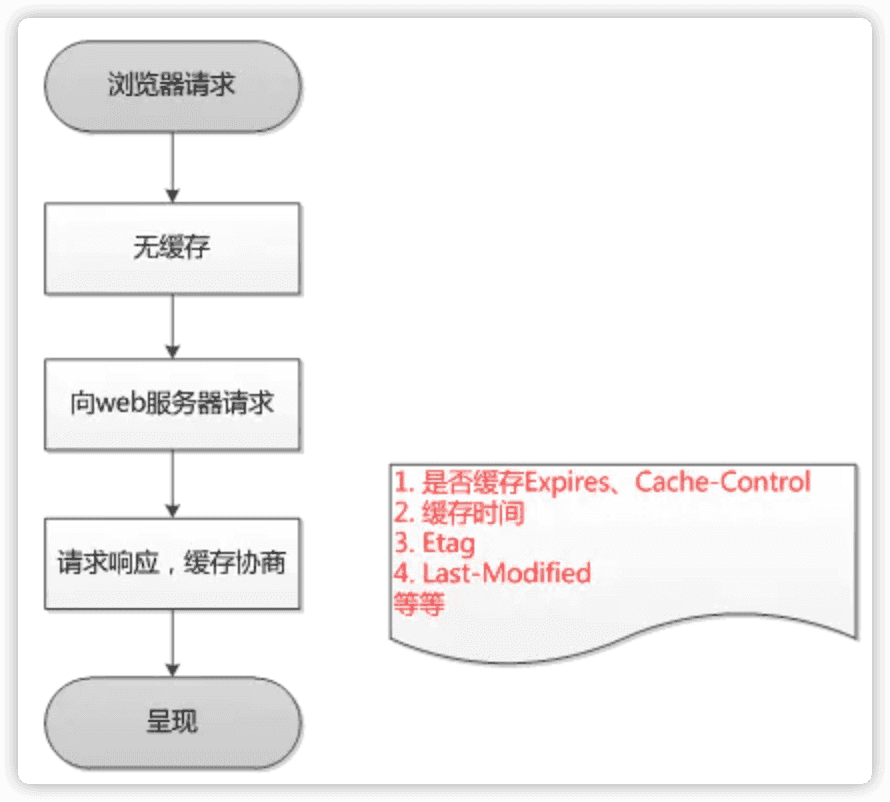 浏览器请求
无缓存
向web服务器请求
请求响应，缓存协商
1. 是否缓存Expires、Cache-Control
2. 缓存时间
3. Etag
4. Last-Modified
等等
呈现